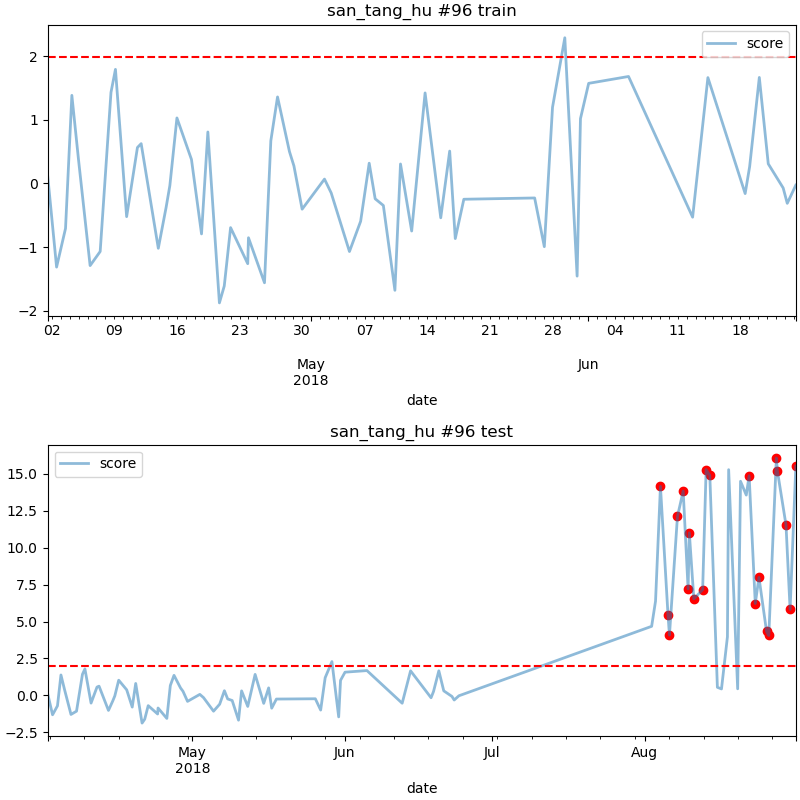 san_tang_hu #96 train
score
2
1
0
−1
−2
02 09 16 23 30 07 14 21 28 04 11 18
May Jun
2018
date
san_tang_hu #96 test
score
15.0
12.5
10.0
7.5
5.0
2.5
0.0
−2.5
May Jun Jul Aug
2018
date